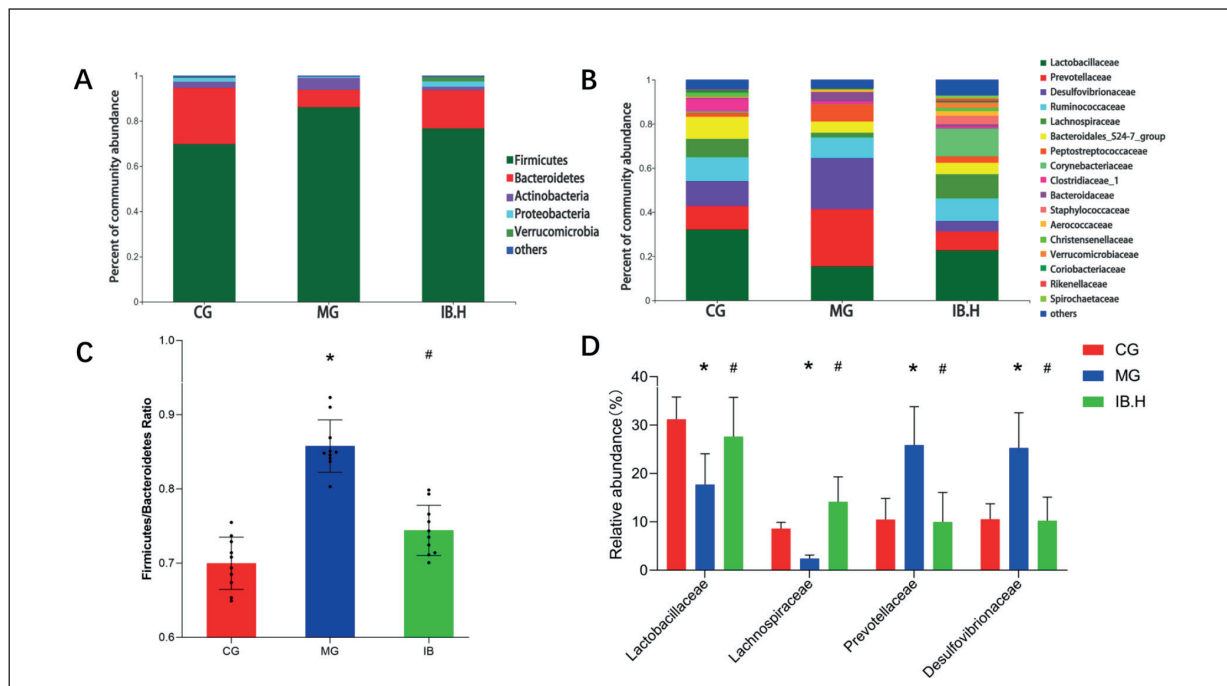 A
Percent of community abundance
1
0.8
0.6
0.4
0.2
0
CG
MG
IB.H
Firmicutes
Bacteroidetes
Actinobacteria
Proteobacteria
Verrucomicrobia
others
B
Percent of community abundance
1
0.8
0.6
0.4
0.2
0
CG
MG
IB.H
Lactobacillaceae
Prevotellaceae
Desulfovibrionaceae
Ruminococcaceae
Lachnospiraceae
Bacteroidales_S24-7_group
Peptostreptococcaceae
Corynebacteriaceae
Clostridiaceae_1
Bacteroidaceae
Staphylococcaceae
Aerococcaceae
Christensenellaceae
Verrucomicrobiaceae
Coriobacteriaceae
Rikenellaceae
Spirochaetaceae
others
C
Firmicutes/Bacteroidetes Ratio
1.0
0.9
0.8
0.7
0.6
*
#
CG
MG
IB
D
CG
MG
IB.H
Relative abundance(%)
40
30
20
10
0
* # * # * # * #
Lactobacillaceae
Lachnospiraceae
Prevotellaceae
Desulfovibrionaceae